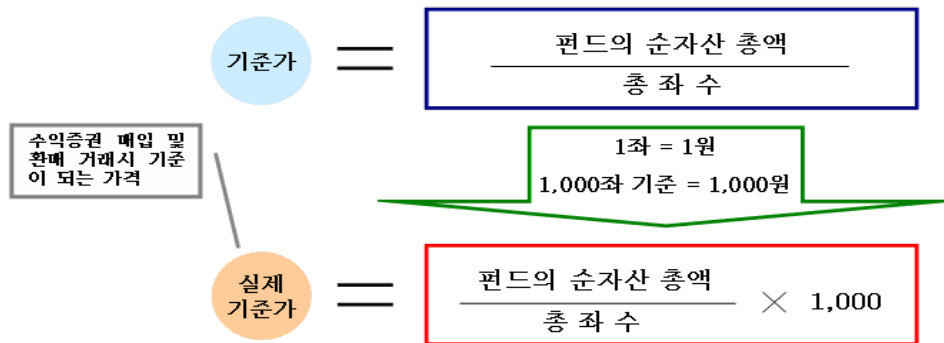 기준가
펀드의 순자산 총액
총 좌 수
수익증권 매입 및
환매 거래시 기준
이 되는 가격
1좌 = 1원
1,000좌 기준 = 1,000원
실제
기준가
펀드의 순자산 총액
총 좌 수
× 1,000